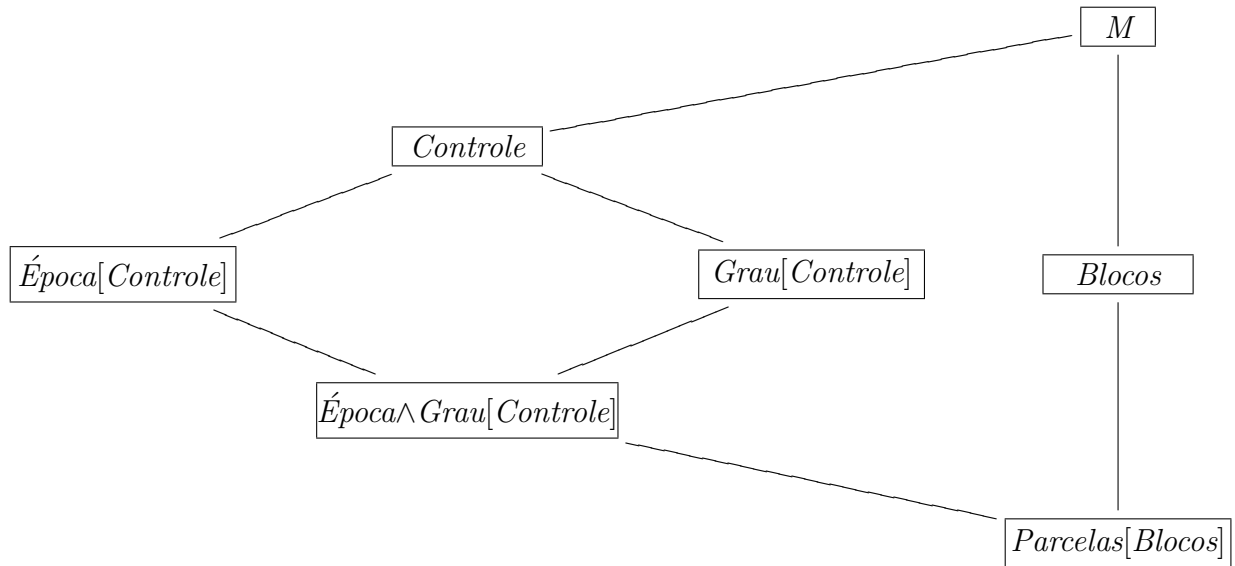 M
Controle
Época[Controle]
Grau[Controle]
Blocos
Época∧Grau[Controle]
Parcelas[Blocos]